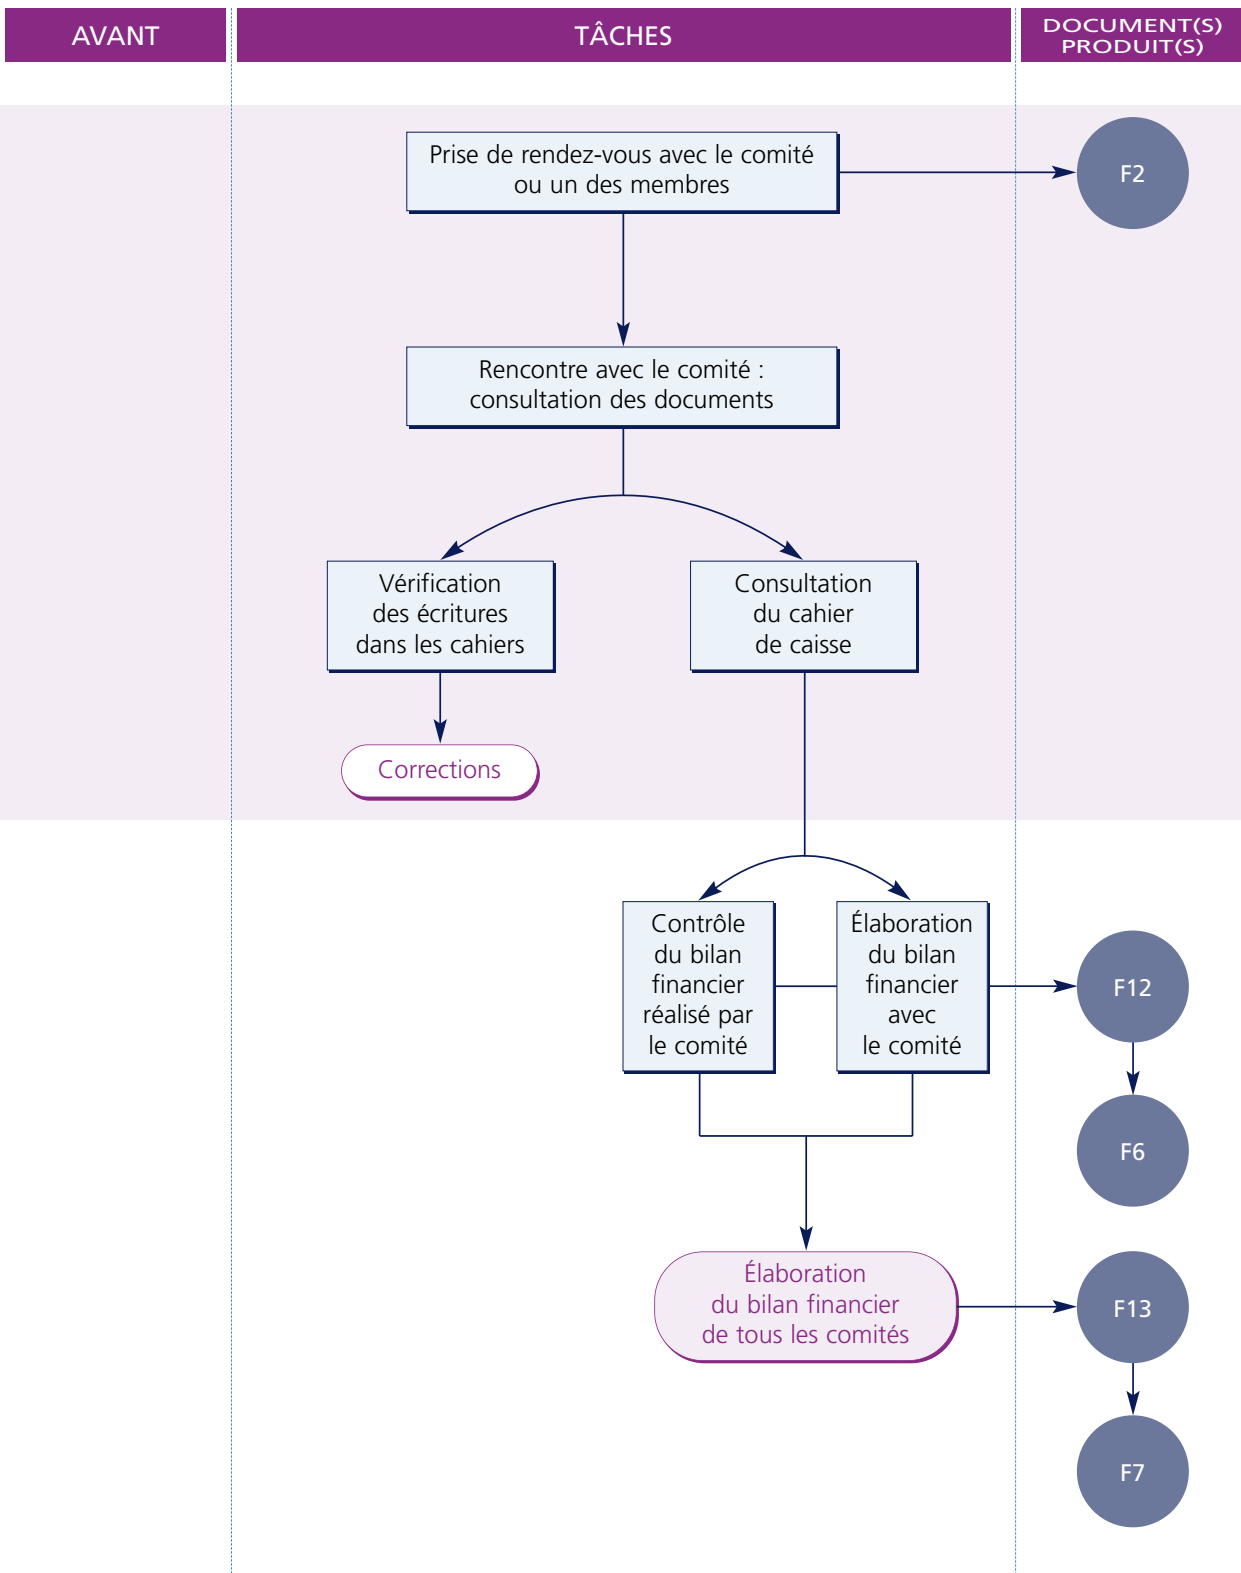 AVANT
TÂCHES
DOCUMENT(S)
PRODUIT(S)
Prise de rendez-vous avec le comité
ou un des membres
F2
Rencontre avec le comité :
consultation des documents
Vérification
des écritures
dans les cahiers
Consultation
du cahier
de caisse
Corrections
Contrôle
du bilan
financier
réalisé par
le comité
Élaboration
du bilan
financier
avec
le comité
F12
F6
Élaboration
du bilan financier
de tous les comités
F13
F7